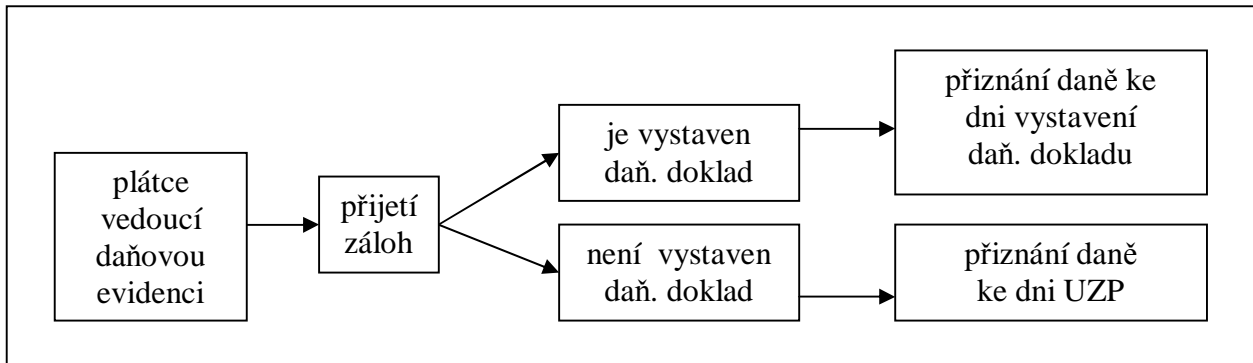 plátce
vedoucí
daňovou
evidenci
přijetí
záloh
je vystaven
daň. doklad
přiznání daně ke
dni vystavení
daň. dokladu
není vystaven
daň. doklad
přiznání daně
ke dni UZP